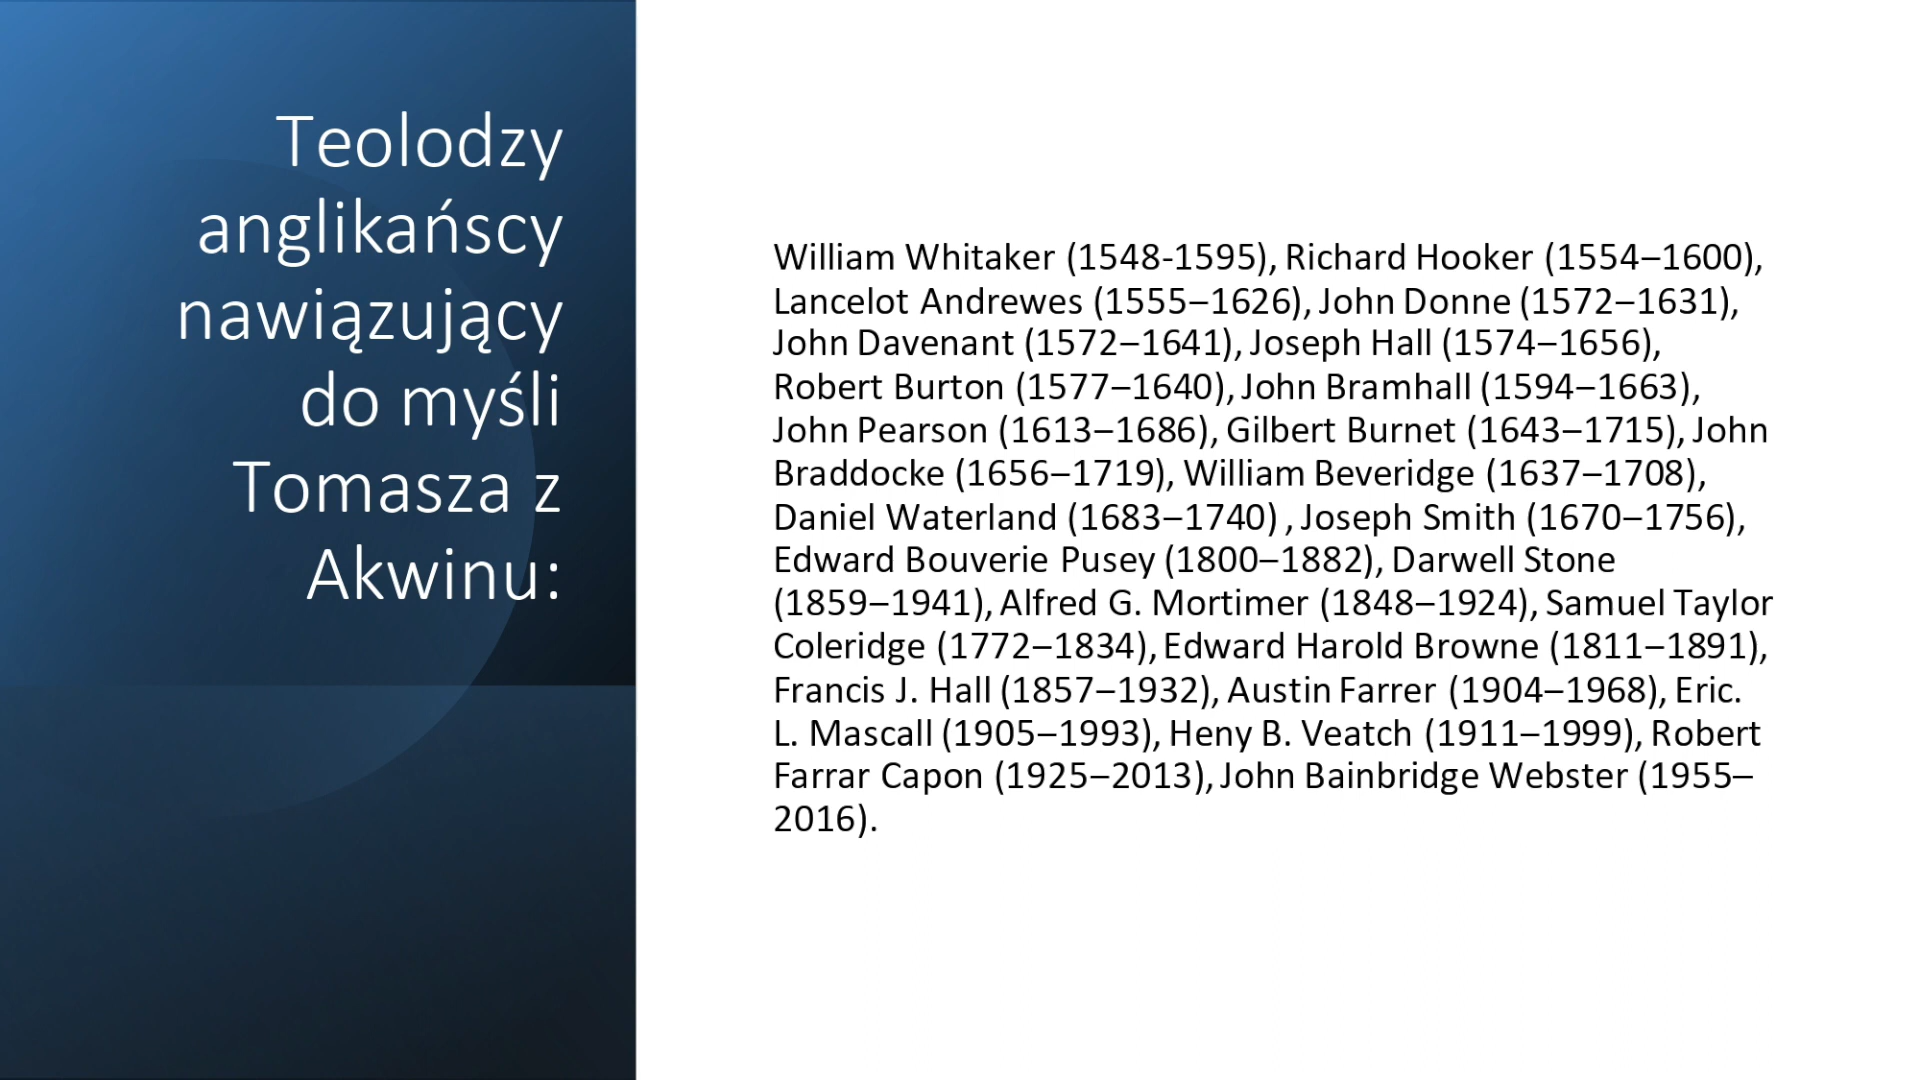 Teolodzy
anglikańscy
nawiązujący
do myśli
Tomasza z
Akwinu:
William Whitaker (1548-1595), Richard Hooker (1554–1600),
Lancelot Andrewes (1555–1626), John Donne (1572–1631),
John Davenant (1572–1641), Joseph Hall (1574–1656),
Robert Burton (1577–1640), John Bramhall (1594–1663),
John Pearson (1613–1686), Gilbert Burnet (1643–1715), John
Braddocke (1656–1719), William Beveridge (1637–1708),
Daniel Waterland (1683–1740) , Joseph Smith (1670–1756),
Edward Bouverie Pusey (1800–1882), Darwell Stone
(1859–1941), Alfred G. Mortimer (1848–1924), Samuel Taylor
Coleridge (1772–1834), Edward Harold Browne (1811–1891),
Francis J. Hall (1857–1932), Austin Farrer (1904–1968), Eric.
L. Mascall (1905–1993), Heny B. Veatch (1911–1999), Robert
Farrar Capon (1925–2013), John Bainbridge Webster (1955–
2016).